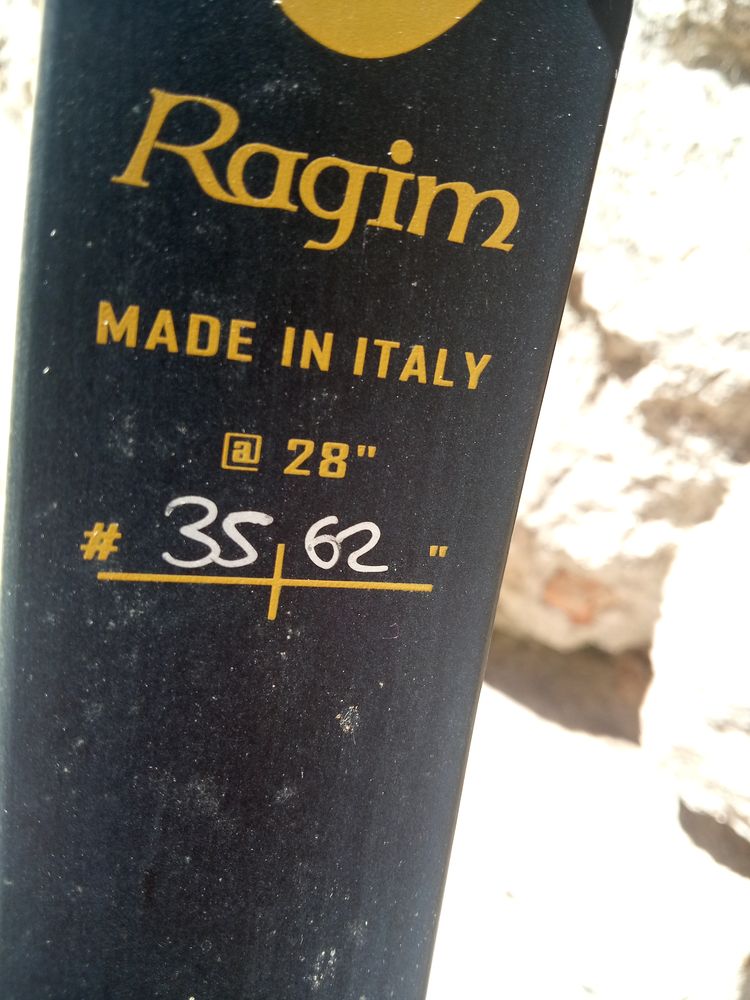 Ragim
MADE IN ITALY
@ 28"
# 35 62 "